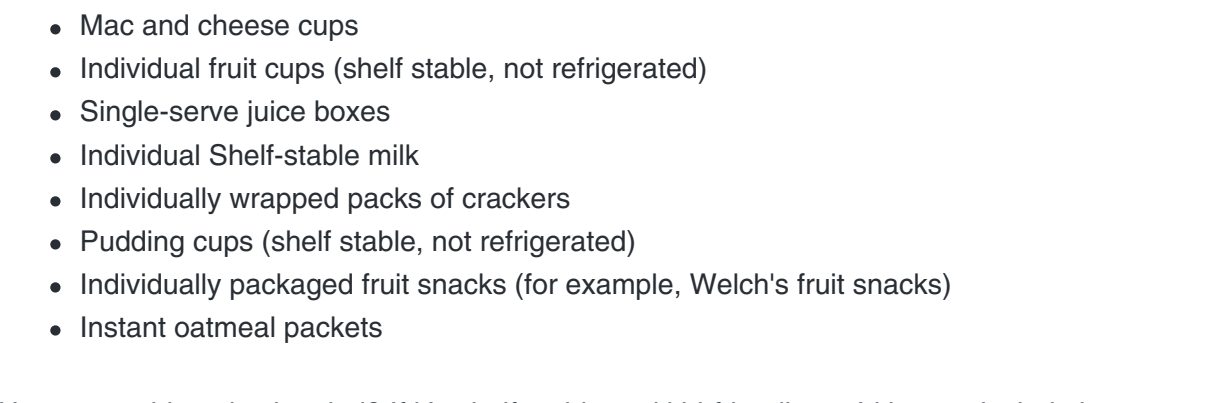 • Mac and cheese cups
• Individual fruit cups (shelf stable, not refrigerated)
• Single-serve juice boxes
• Individual Shelf-stable milk
• Individually wrapped packs of crackers
• Pudding cups (shelf stable, not refrigerated)
• Individually packaged fruit snacks (for example, Welch's fruit snacks)
• Instant oatmeal packets